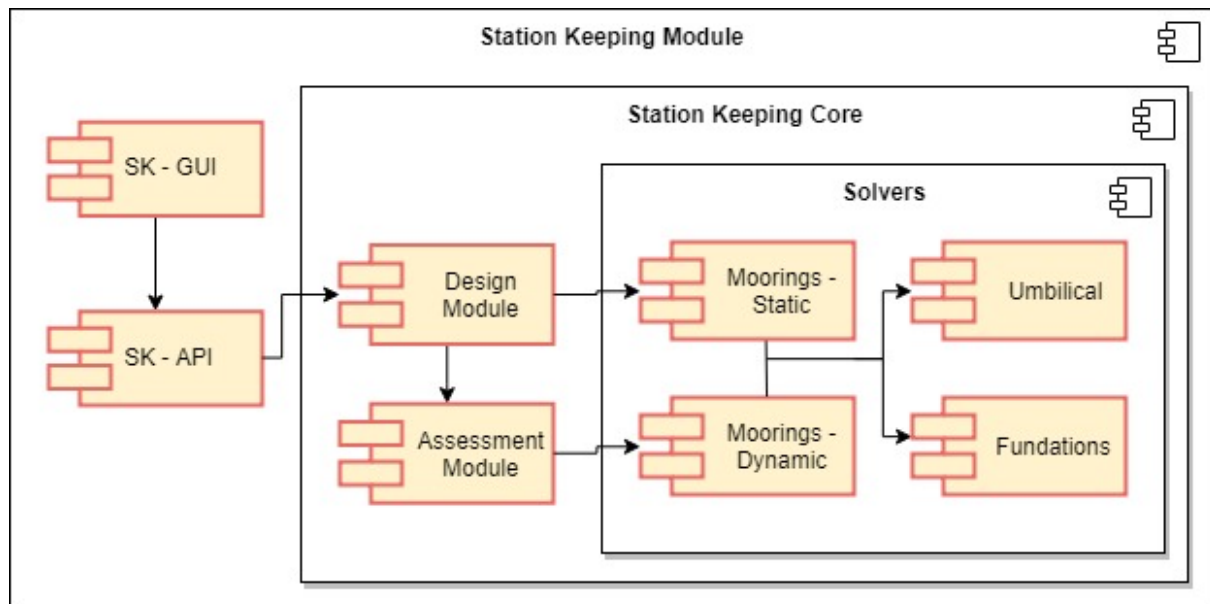 Station Keeping Module
Station Keeping Core
SK - GUI
Solvers
SK - API
Design
Module
Moorings -
Static
Umbilical
Assessment
Module
Moorings -
Dynamic
Fundations